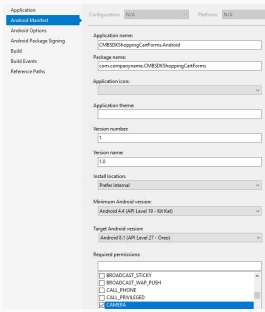 Application
Android Manifest
Android Options
Android Package Signing
Build
Build Events
Reference Paths
Configuration: N/A
Platform: N/A
Application name:
CMBSDKShoppingCartForms.Android
Package name:
com.companyname.CMBSDKShoppingCartForms
Application icon:
Application theme
Version number:
1
Version name:
1.0
Install location:
Prefer Internal
Minimum Android version:
Android 4.4 (API Level 19 - Kit Kat)
Target Android version
Android 8.1 (API Level 27 - Oreo)
Required permissions:
BROADCAST_STICKY
BROADCAST_WAP_PUSH
CALL_PHONE
CALL_PRIVILEGED
CAMERA